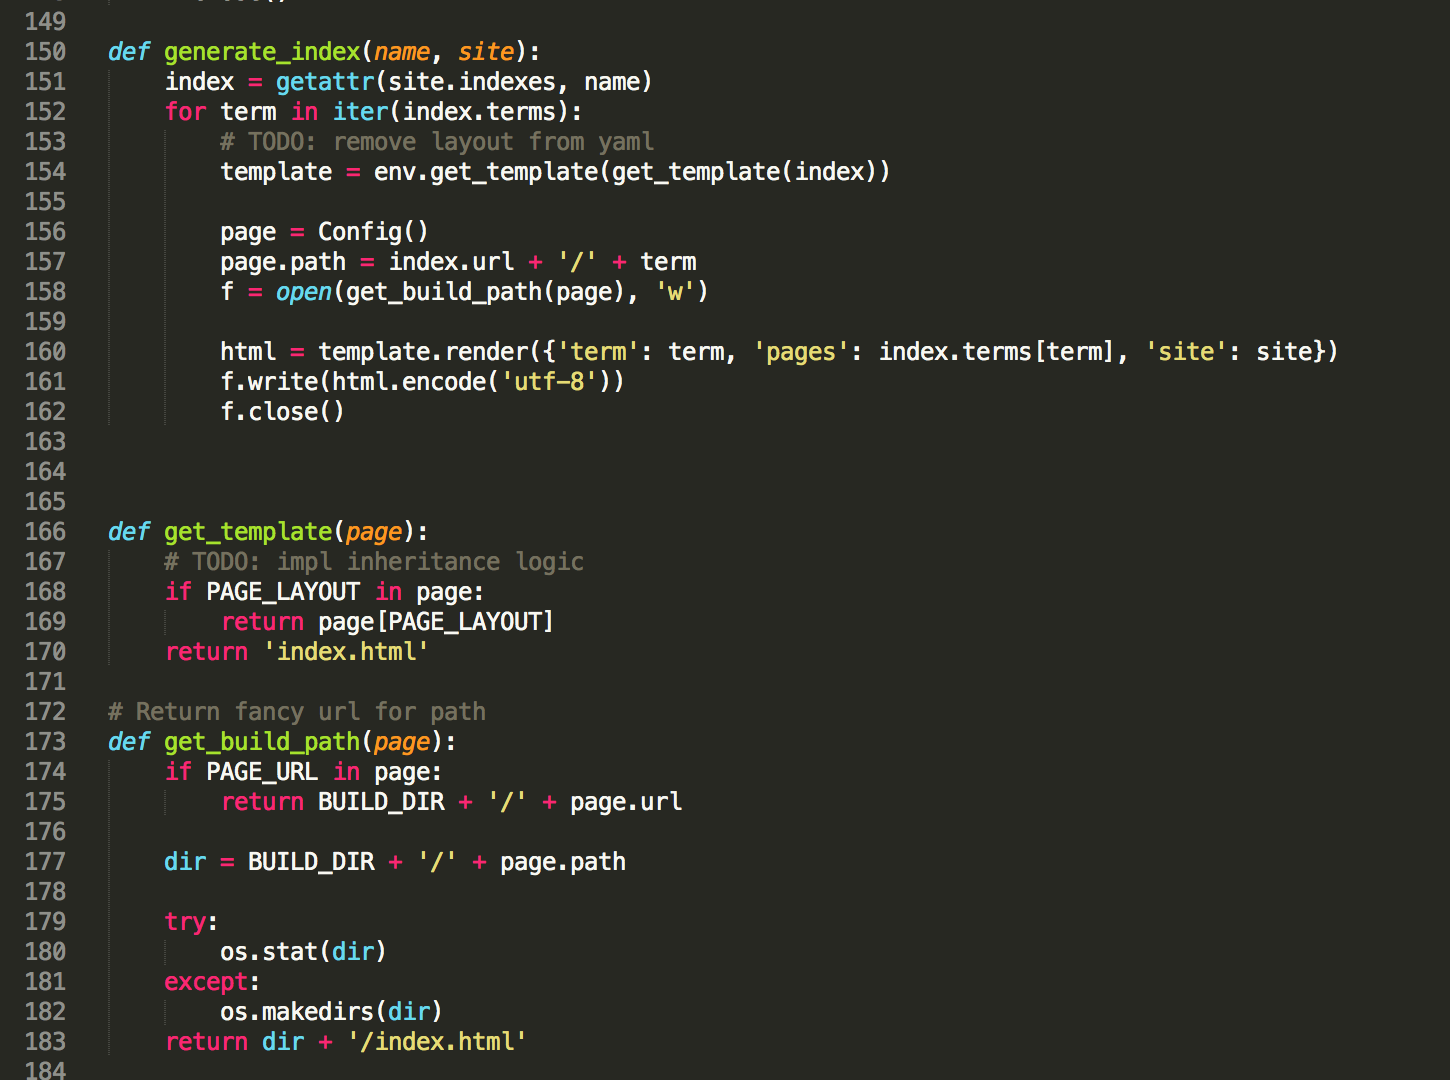 149
150 def generate_index(name, site):
151     index = getattr(site.indexes, name)
152     for term in iter(index.terms):
153         # TODO: remove layout from yaml
154         template = env.get_template(get_template(index))
155
156         page = Config()
157         page.path = index.url + '/' + term
158         f = open(get_build_path(page), 'w')
159
160         html = template.render({'term': term, 'pages': index.terms[term], 'site': site})
161         f.write(html.encode('utf-8'))
162         f.close()
163
164
165
166 def get_template(page):
167     # TODO: impl inheritance logic
168     if PAGE_LAYOUT in page:
169         return page[PAGE_LAYOUT]
170     return 'index.html'
171
172 # Return fancy url for path
173 def get_build_path(page):
174     if PAGE_URL in page:
175         return BUILD_DIR + '/' + page.url
176
177     dir = BUILD_DIR + '/' + page.path
178
179     try:
180         os.stat(dir)
181     except:
182         os.makedirs(dir)
183     return dir + '/index.html'
184